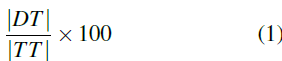 |DT|
|TT| × 100 (1)